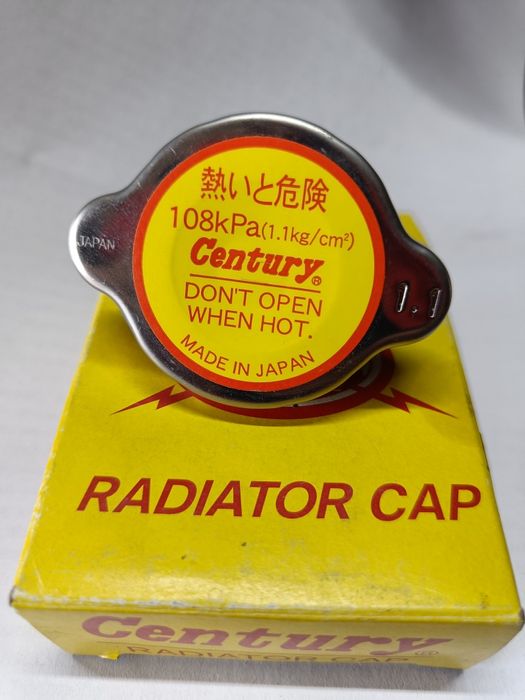 熱いと危険
108kPa(1.1kg/cm²)
Century®
DON'T OPEN
WHEN HOT.
MADE IN JAPAN
JAPAN
1.1
RADIATOR CAP
Century®
RADIATOR CAP